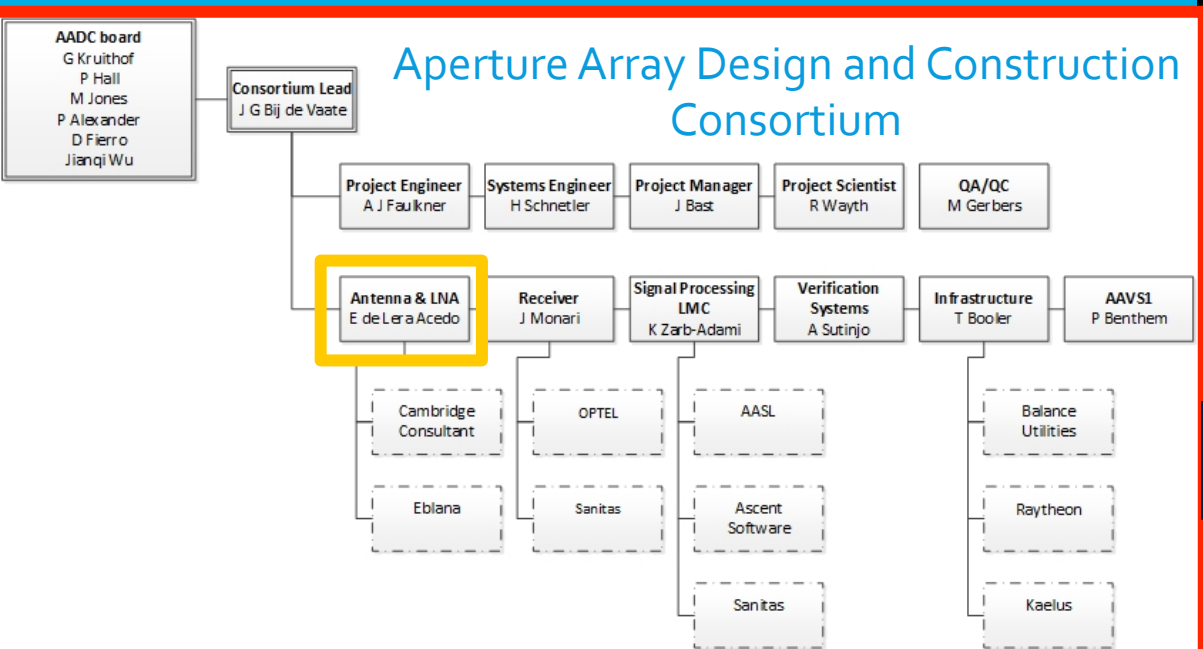 AADC board
G Kruithof
P Hall
M Jones
P Alexander
D Fierro
Jianqi Wu
Consortium Lead
J G Bij de Vaate
Aperture Array Design and Construction
Consortium
Project Engineer
A J Faulkner
Systems Engineer
H Schnetler
Project Manager
J Bast
Project Scientist
R Wayth
QA/QC
M Gerbers
Antenna & LNA
E de Lera Acedo
Receiver
J Monari
Signal Processing
LMC
K Zarb-Adami
Verification
Systems
A Sutinjo
Infrastructure
T Booler
AAVS1
P Benthem
Cambridge
Consultant
OPTEL
AASL
Balance
Utilities
Eblana
Sanitas
Ascent
Software
Raytheon
Sanitas
Kaelus